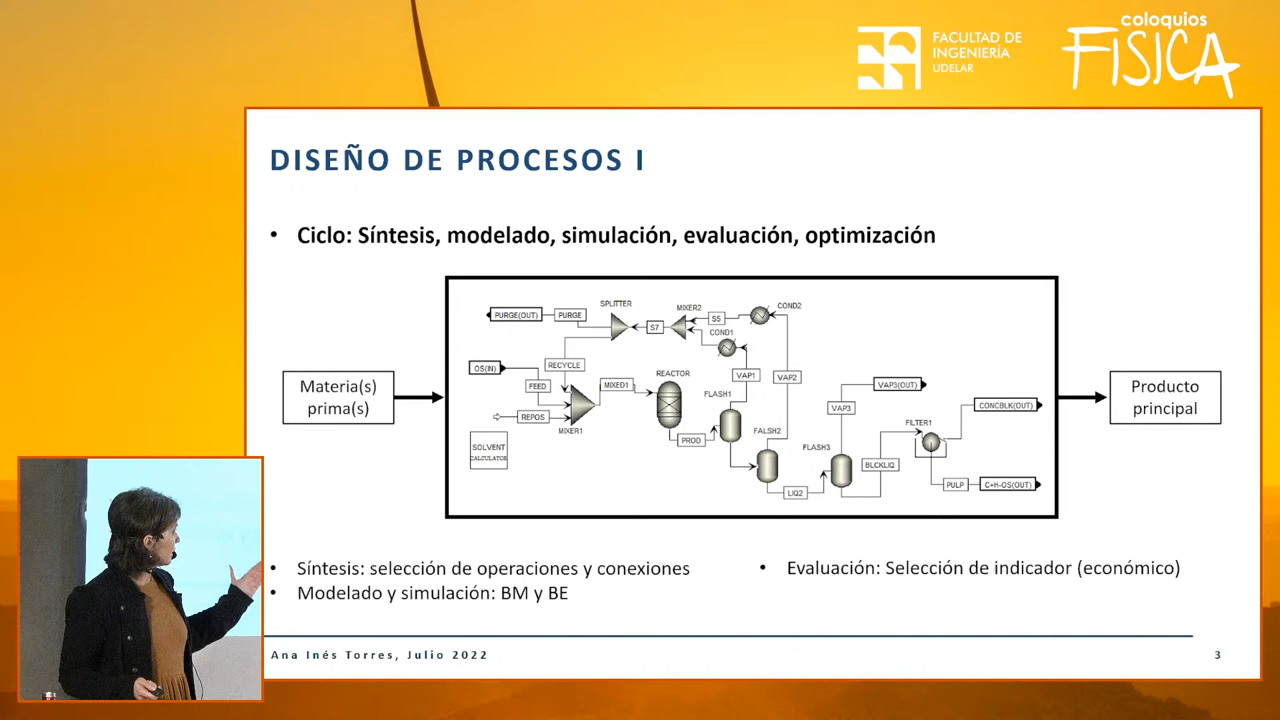 FACULTAD DE
INGENIERÍA
UDELAR
coloquios
FISICA
DISEÑO DE PROCESOS I
• Ciclo: Síntesis, modelado, simulación, evaluación, optimización
Materia(s)
prima(s)
PURGE(OUT)
PURGE
SPLITTER
S7
MIXER2
S5
COND2
COND1
OS(IN)
RECYCLE
FEED
MIXED1
REPOS
MIXER1
REACTOR
VAP1
VAP2
FLASH1
PROD
FALSH2
SOLVENT
CALCULATOR
LIQ2
VAP3(OUT)
VAP3
FLASH3
BLCKLIQ
FILTER1
CONCBLK(OUT)
PULP
C+H-OS(OUT)
Producto
principal
• Síntesis: selección de operaciones y conexiones
• Modelado y simulación: BM y BE
• Evaluación: Selección de indicador (económico)
Ana Inés Torres, Julio 2022
3